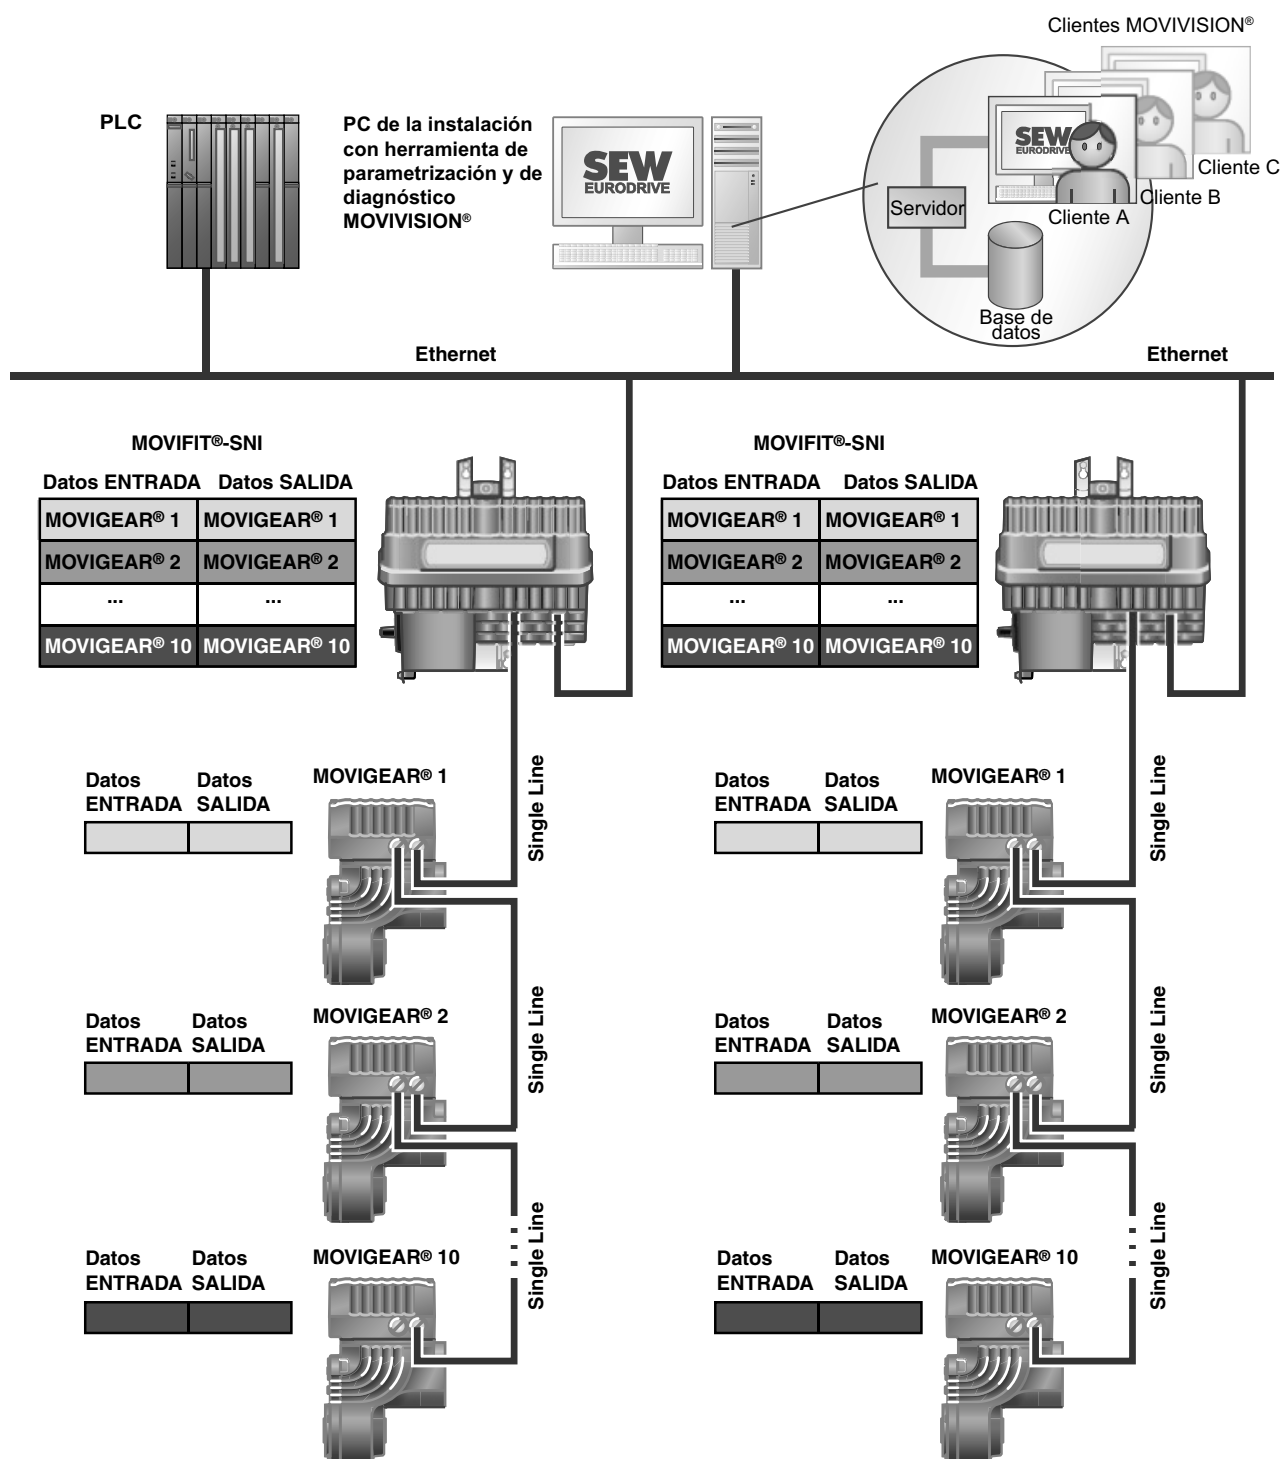 Clientes MOVIVISION®
PLC
PC de la instalación
con herramienta de
parametrización y de
diagnóstico
MOVIVISION®
SEW
EURODRIVE
SEW
EURODRIVE
Servidor
Cliente A
Cliente B
Cliente C
Base de
datos
Ethernet
Ethernet
MOVIFIT®-SNI
Datos ENTRADA Datos SALIDA
MOVIGEAR® 1 MOVIGEAR® 1
MOVIGEAR® 2 MOVIGEAR® 2
... ...
MOVIGEAR® 10 MOVIGEAR® 10
MOVIFIT®-SNI
Datos ENTRADA Datos SALIDA
MOVIGEAR® 1 MOVIGEAR® 1
MOVIGEAR® 2 MOVIGEAR® 2
... ...
MOVIGEAR® 10 MOVIGEAR® 10
Datos Datos
ENTRADA SALIDA
MOVIGEAR® 1
Single Line
Datos Datos
ENTRADA SALIDA
MOVIGEAR® 1
Single Line
Datos Datos
ENTRADA SALIDA
MOVIGEAR® 2
Single Line
Datos Datos
ENTRADA SALIDA
MOVIGEAR® 2
Single Line
Datos Datos
ENTRADA SALIDA
MOVIGEAR® 10
Single Line
Datos Datos
ENTRADA SALIDA
MOVIGEAR® 10
Single Line